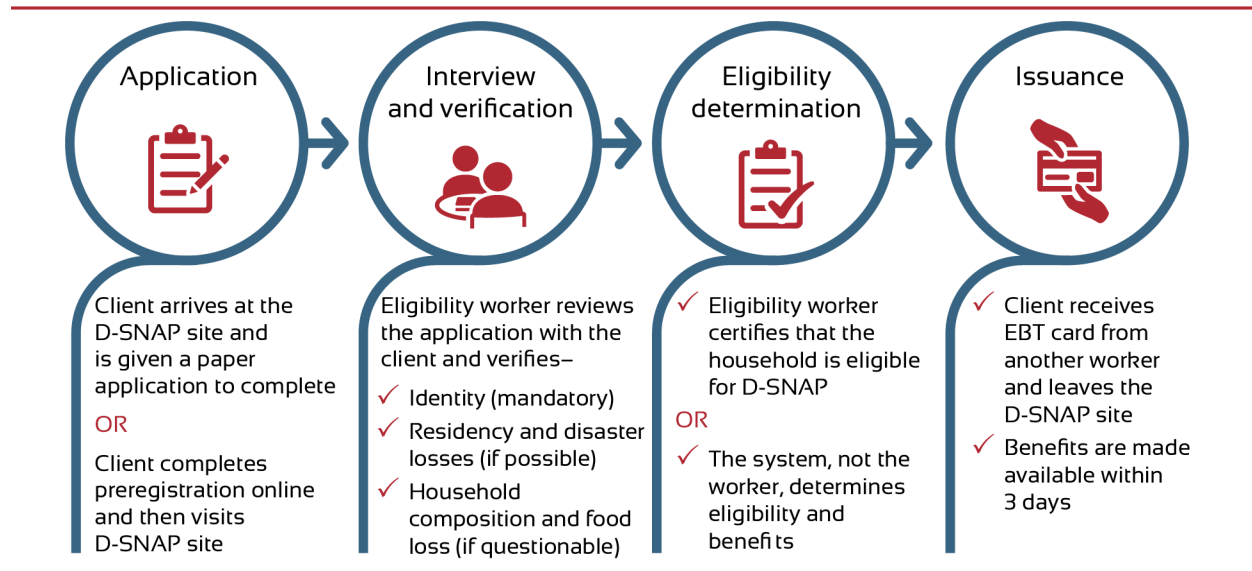 Application
Client arrives at the
D-SNAP site and
is given a paper
application to complete
OR
Client completes
preregistration online
and then visits
D-SNAP site
Interview
and verification
Eligibility worker reviews
the application with the
client and verifies–
✓ Identity (mandatory)
✓ Residency and disaster
losses (if possible)
✓ Household
composition and food
loss (if questionable)
Eligibility
determination
✓ Eligibility worker
certifies that the
household is eligible
for D-SNAP
OR
✓ The system, not the
worker, determines
eligibility and
benefits
Issuance
✓ Client receives
EBT card from
another worker
and leaves the
D-SNAP site
✓ Benefits are made
available within
3 days